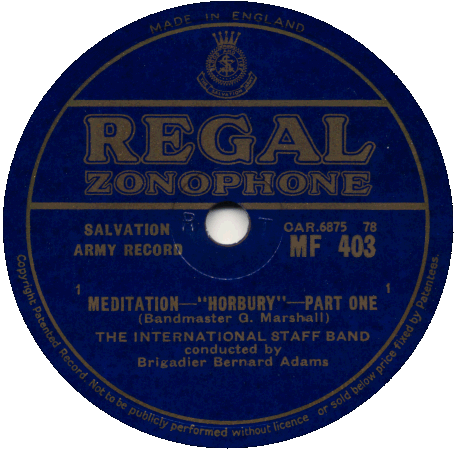 MADE IN ENGLAND
REGAL
ZONOPHONE
SALVATION
ARMY RECORD
R
T
OAR.6875 78
MF 403
1
1
MEDITATION—"HORBURY"—PART ONE
(Bandmaster G. Marshall)
THE INTERNATIONAL STAFF BAND
conducted by
Brigadier Bernard Adams
Copyright Patented Record. Not to be publicly performed without licence or sold below price fixed by Patentees.